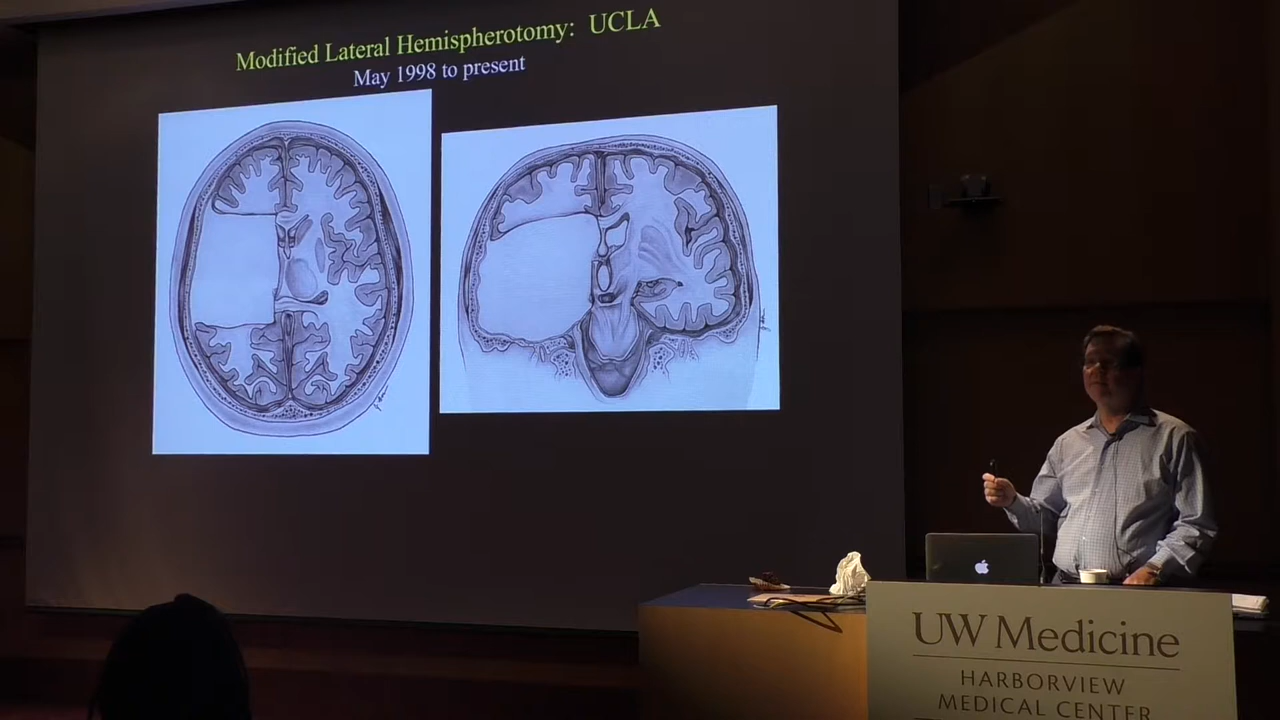 Modified Lateral Hemispherotomy: UCLA
May 1998 to present
UW Medicine
HARBORVIEW
MEDICAL CENTER